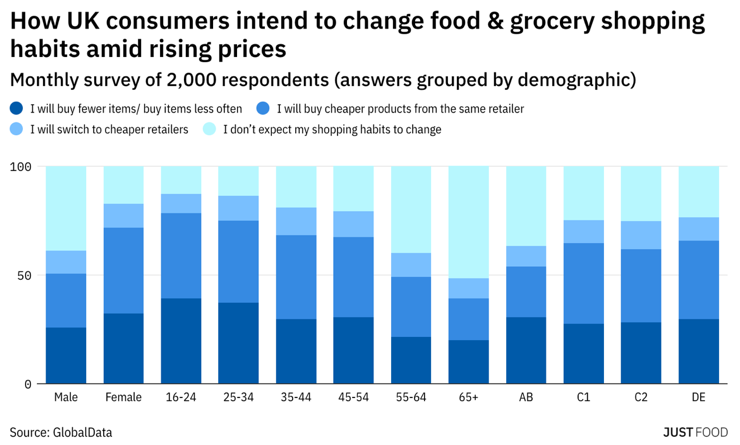 How UK consumers intend to change food & grocery shopping
habits amid rising prices
Monthly survey of 2,000 respondents (answers grouped by demographic)
I will buy fewer items/ buy items less often I will buy cheaper products from the same retailer
I will switch to cheaper retailers I don’t expect my shopping habits to change
100
50
0
Male Female 16-24 25-34 35-44 45-54 55-64 65+ AB C1 C2 DE
Source: GlobalData JUST FOOD